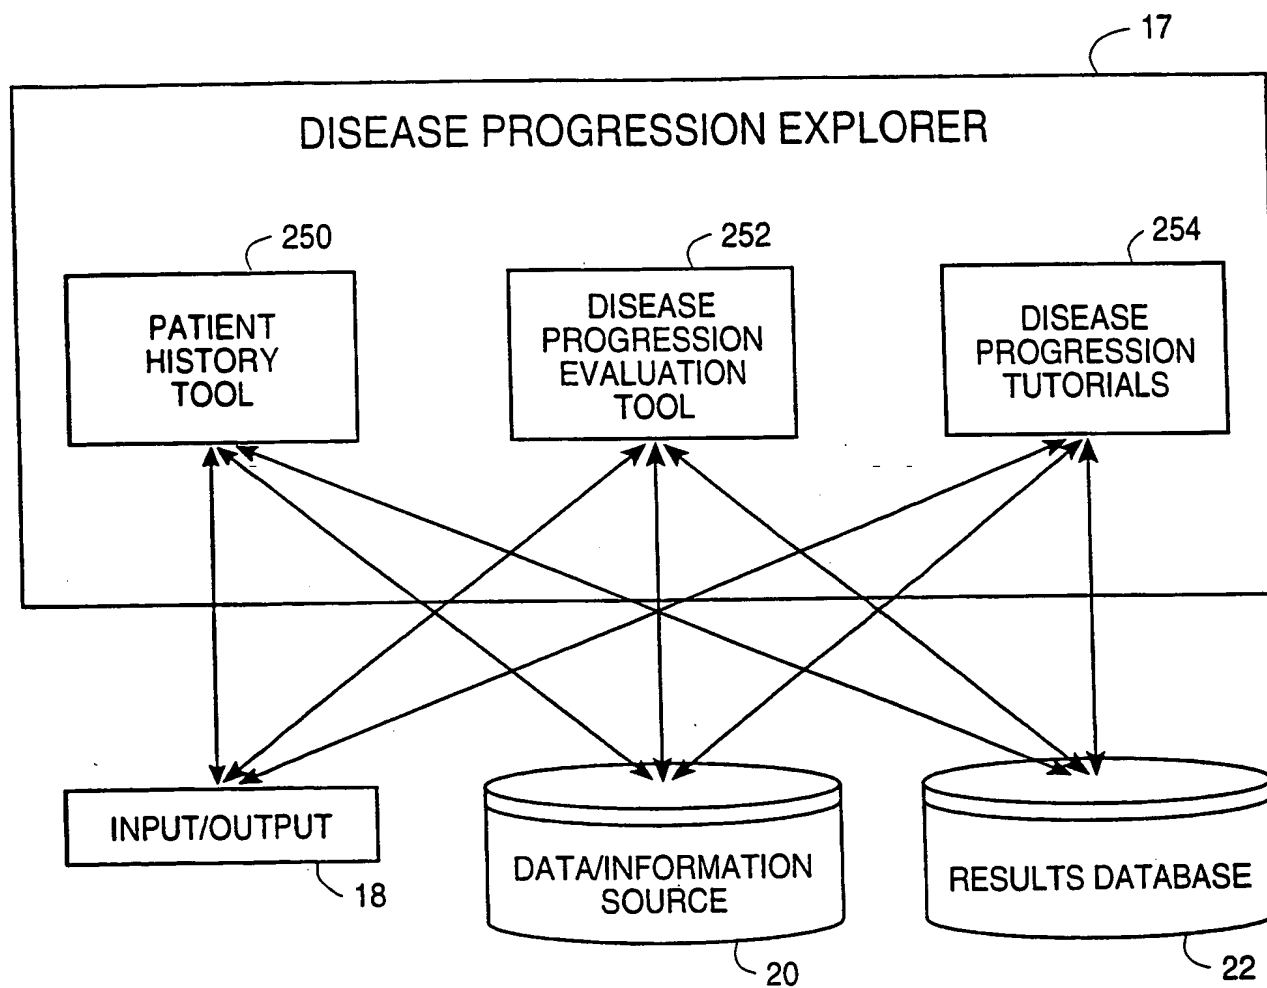 17
DISEASE PROGRESSION EXPLORER
250
252
254
PATIENT
HISTORY
TOOL
DISEASE
PROGRESSION
EVALUATION
TOOL
DISEASE
PROGRESSION
TUTORIALS
INPUT/OUTPUT
18
DATA/INFORMATION
SOURCE
20
RESULTS DATABASE
22